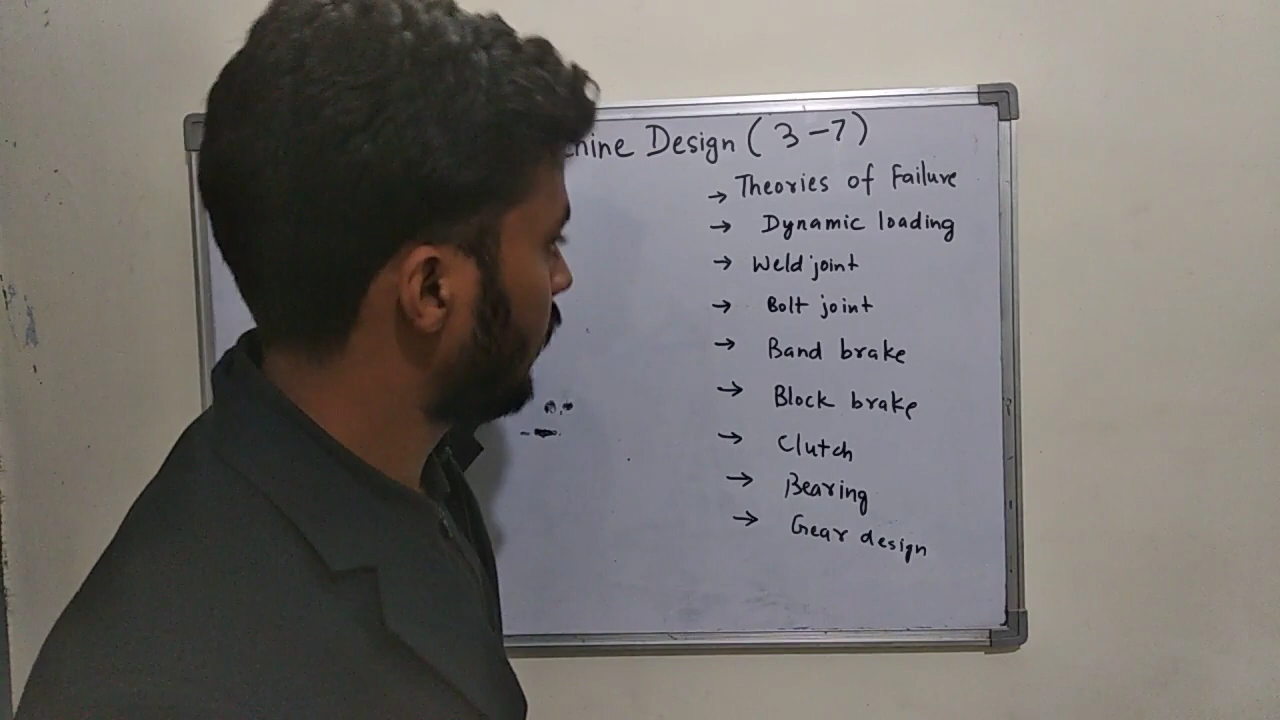 Design (3-7)
→ Theories of Failure
→ Dynamic loading
→ Weld joint
→ Bolt joint
→ Band brake
→ Block brake
→ Clutch
→ Bearing
→ Gear design